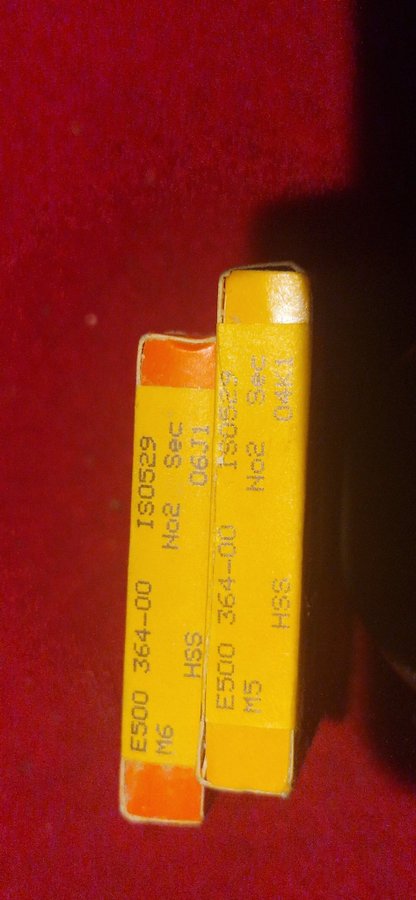 E500 364-00 ISO529
M6 No2 Sec
HSS 06J1
E500 364-00 ISO529
M5 No2 Sec
HSS 04K1